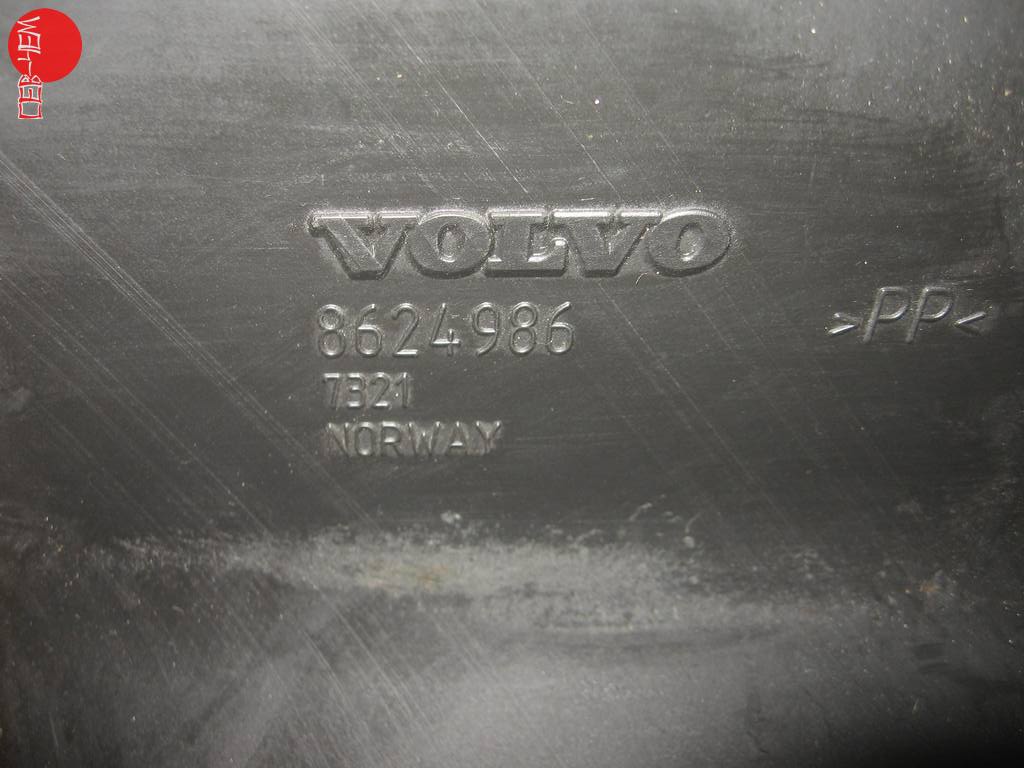 VOLVO
8624986
7321
NORWAY
>PP<